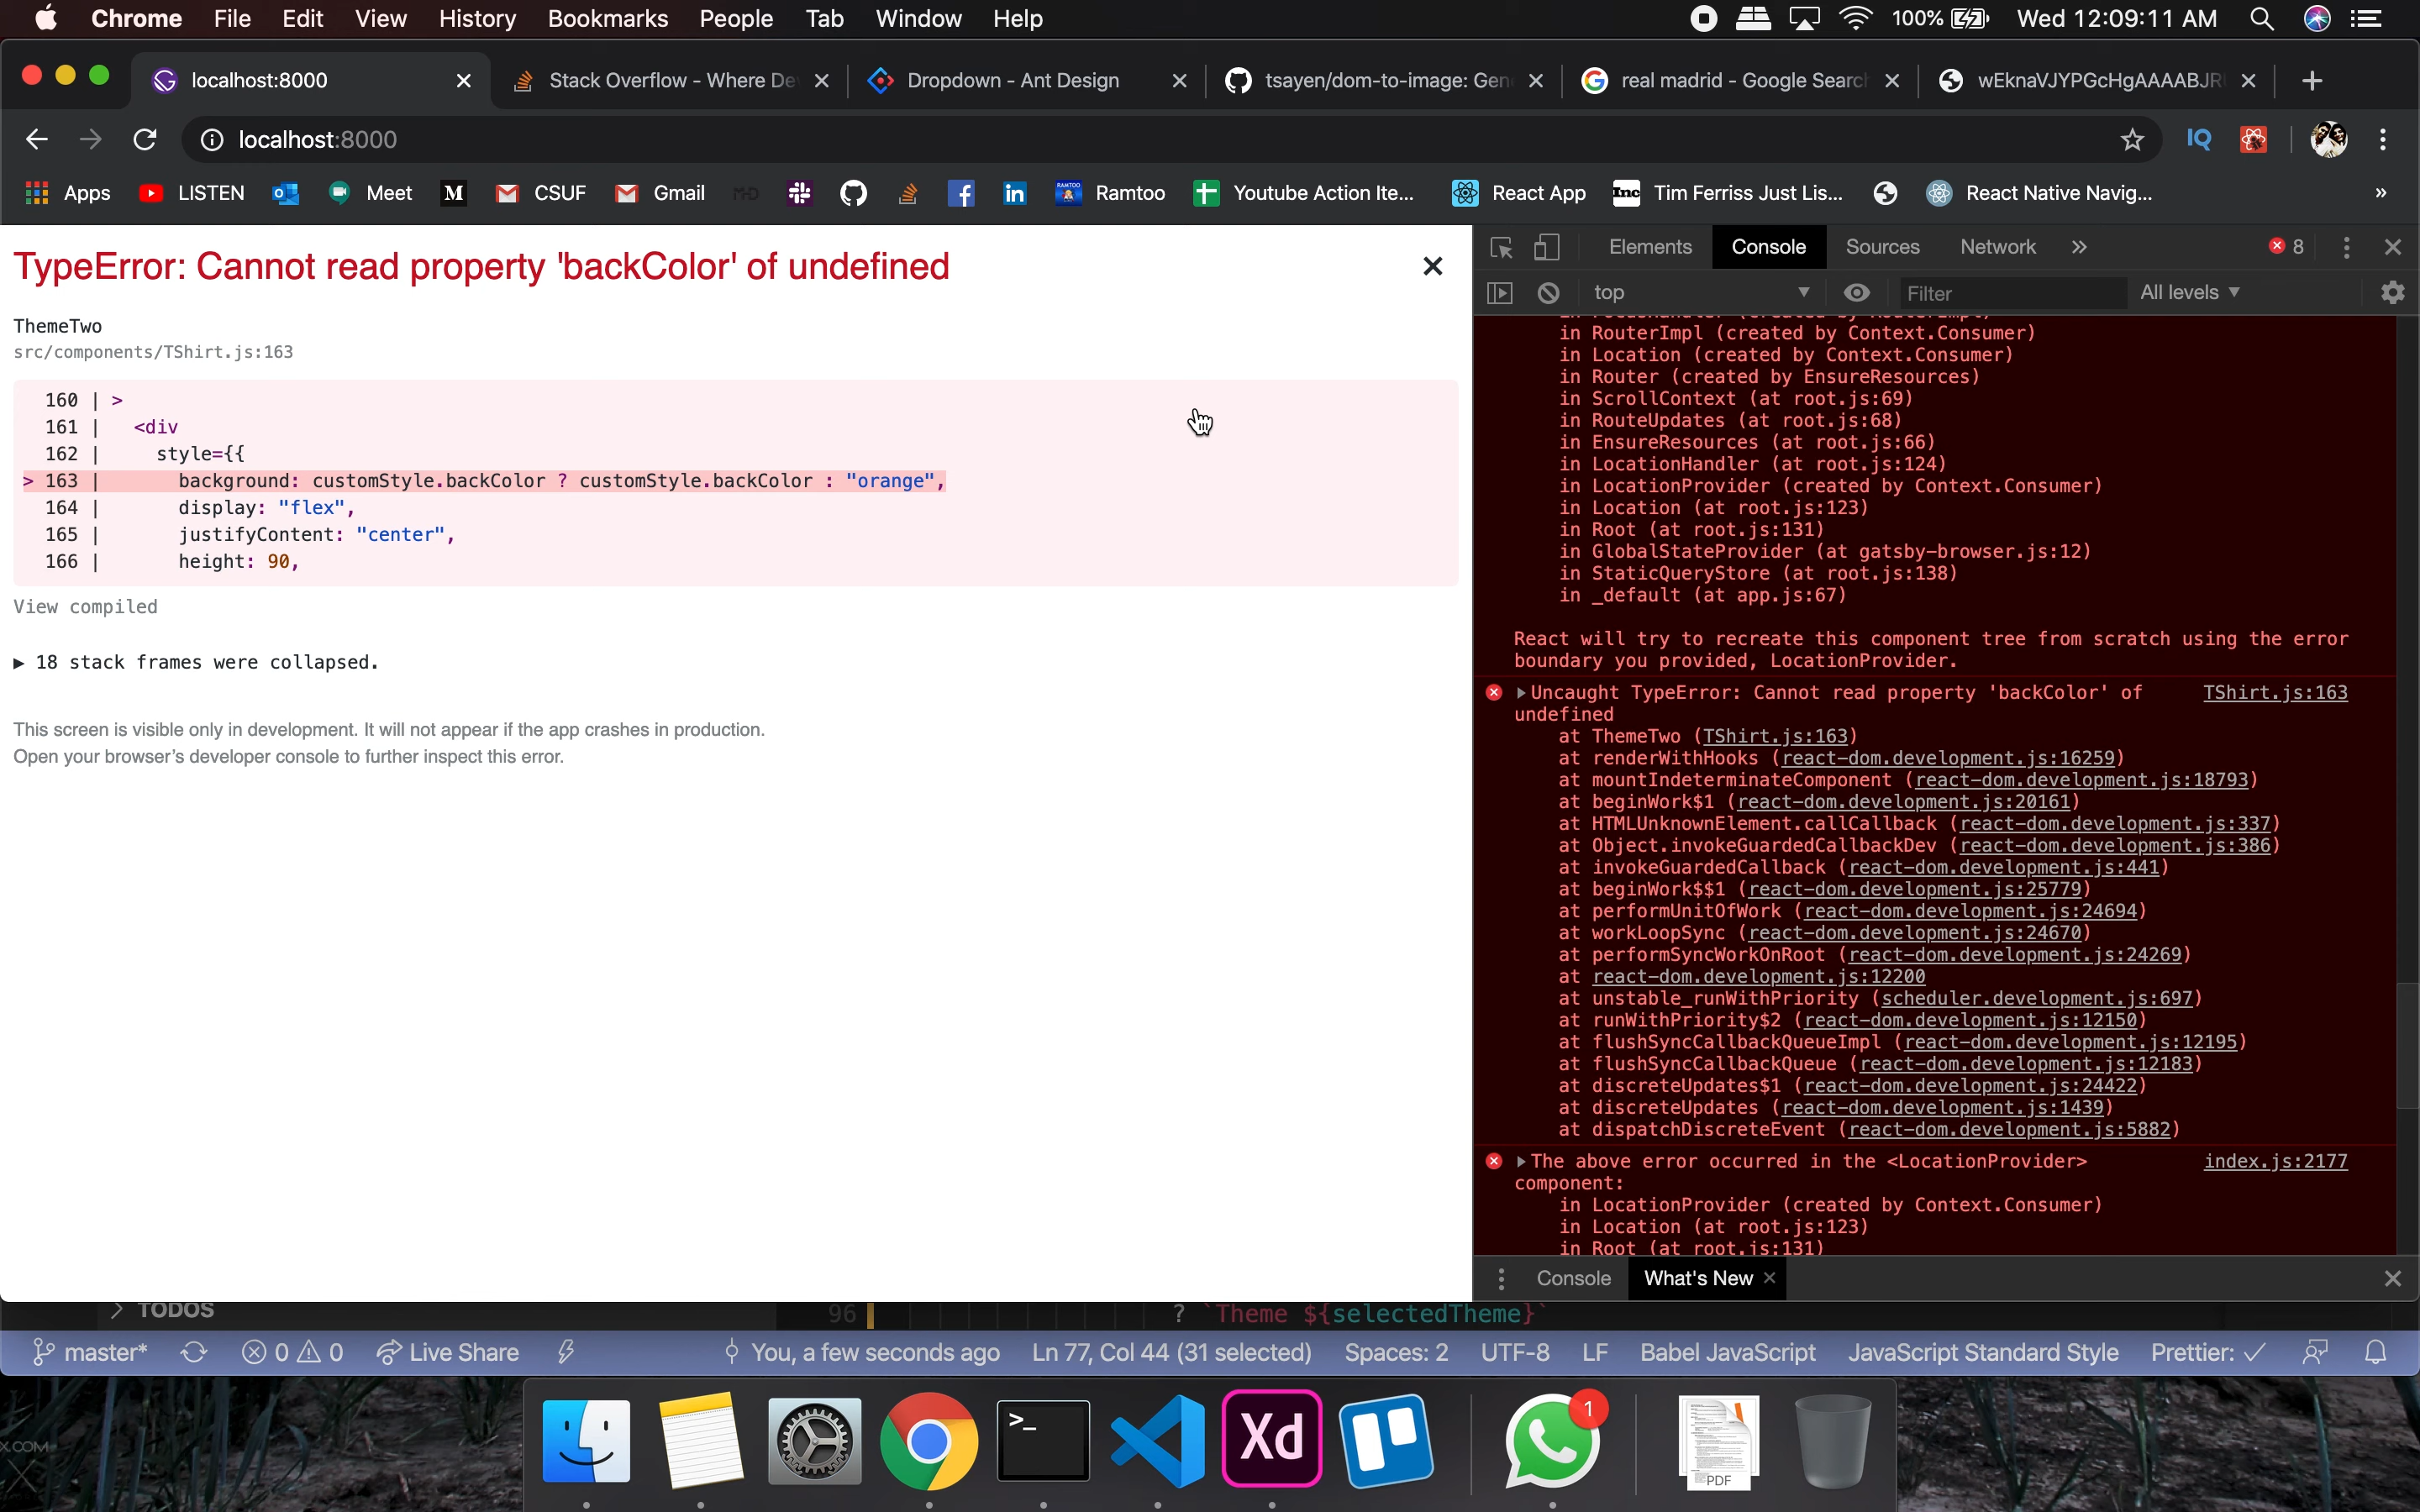 Chrome File Edit View History Bookmarks People Tab Window Help 100% Wed 12:09:11 AM
localhost:8000 Stack Overflow - Where De Dropdown - Ant Design tsayen/dom-to-image: Gen real madrid - Google Search wEknaVJYPGcHgAAAABJR
localhost:8000 IQ
Apps LISTEN Meet M CSUF Gmail Ramtoo Youtube Action Ite... React App Inc Tim Ferriss Just Lis... React Native Navig... »
TypeError: Cannot read property 'backColor' of undefined
ThemeTwo
src/components/TShirt.js:163
160 | >
161 | <div
162 | style={{
> 163 | background: customStyle.backColor ? customStyle.backColor : "orange",
164 | display: "flex",
165 | justifyContent: "center",
166 | height: 90,
View compiled
▶ 18 stack frames were collapsed.
This screen is visible only in development. It will not appear if the app crashes in production.
Open your browser's developer console to further inspect this error.
Elements Console Sources Network » 8
top Filter All levels
in RouterImpl (created by Context.Consumer)
in Location (created by Context.Consumer)
in Router (created by EnsureResources)
in ScrollContext (at root.js:69)
in RouteUpdates (at root.js:68)
in EnsureResources (at root.js:66)
in LocationHandler (at root.js:124)
in LocationProvider (created by Context.Consumer)
in Location (at root.js:123)
in Root (at root.js:131)
in GlobalStateProvider (at gatsby-browser.js:12)
in StaticQueryStore (at root.js:138)
in _default (at app.js:67)
React will try to recreate this component tree from scratch using the error
boundary you provided, LocationProvider.
▶Uncaught TypeError: Cannot read property 'backColor' of TShirt.js:163
undefined
at ThemeTwo (TShirt.js:163)
at renderWithHooks (react-dom.development.js:16259)
at mountIndeterminateComponent (react-dom.development.js:18793)
at beginWork$1 (react-dom.development.js:20161)
at HTMLUnknownElement.callCallback (react-dom.development.js:337)
at Object.invokeGuardedCallbackDev (react-dom.development.js:386)
at invokeGuardedCallback (react-dom.development.js:441)
at beginWork$$1 (react-dom.development.js:25779)
at performUnitOfWork (react-dom.development.js:24694)
at workLoopSync (react-dom.development.js:24670)
at performSyncWorkOnRoot (react-dom.development.js:24269)
at react-dom.development.js:12200
at unstable_runWithPriority (scheduler.development.js:697)
at runWithPriority$2 (react-dom.development.js:12150)
at flushSyncCallbackQueueImpl (react-dom.development.js:12195)
at flushSyncCallbackQueue (react-dom.development.js:12183)
at discreteUpdates$1 (react-dom.development.js:24422)
at discreteUpdates (react-dom.development.js:1439)
at dispatchDiscreteEvent (react-dom.development.js:5882)
▶The above error occurred in the <LocationProvider> index.js:2177
component:
in LocationProvider (created by Context.Consumer)
in Location (at root.js:123)
in Root (at root.js:131)
Console What's New
> TODOS 96 ? `Theme ${selectedTheme}`
master* 0 0 Live Share You, a few seconds ago Ln 77, Col 44 (31 selected) Spaces: 2 UTF-8 LF Babel JavaScript JavaScript Standard Style Prettier: ✓
>_ Xd 1 PDF
X.COM